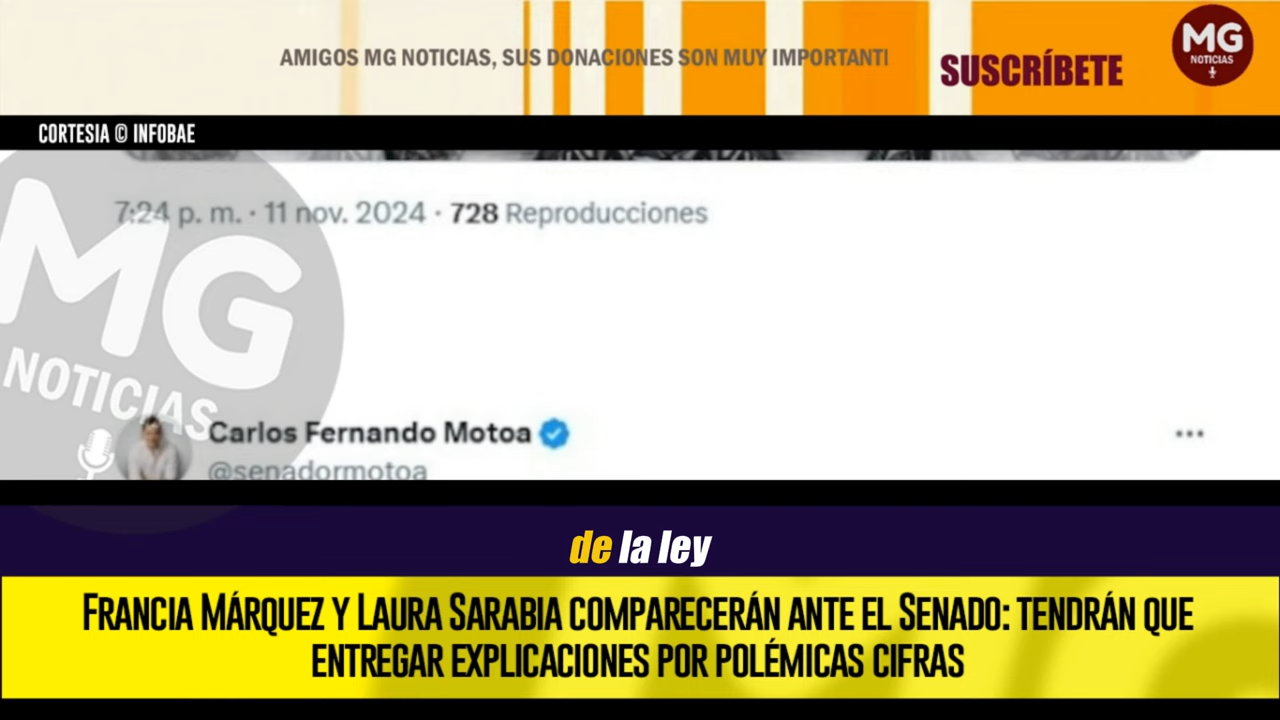 AMIGOS MG NOTICIAS, SUS DONACIONES SON MUY IMPORTANT
SUSCRÍBETE
MG
NOTICIAS
CORTESIA © INFOBAE
7:24 p. m. · 11 nov. 2024 · 728 Reproducciones
MG
NOTICIAS
Carlos Fernando Motoa
@senadormotoa
de la ley
FRANCIA MÁRQUEZ Y LAURA SARABIA COMPARECERÁN ANTE EL SENADO: TENDRÁN QUE
ENTREGAR EXPLICACIONES POR POLÉMICAS CIFRAS